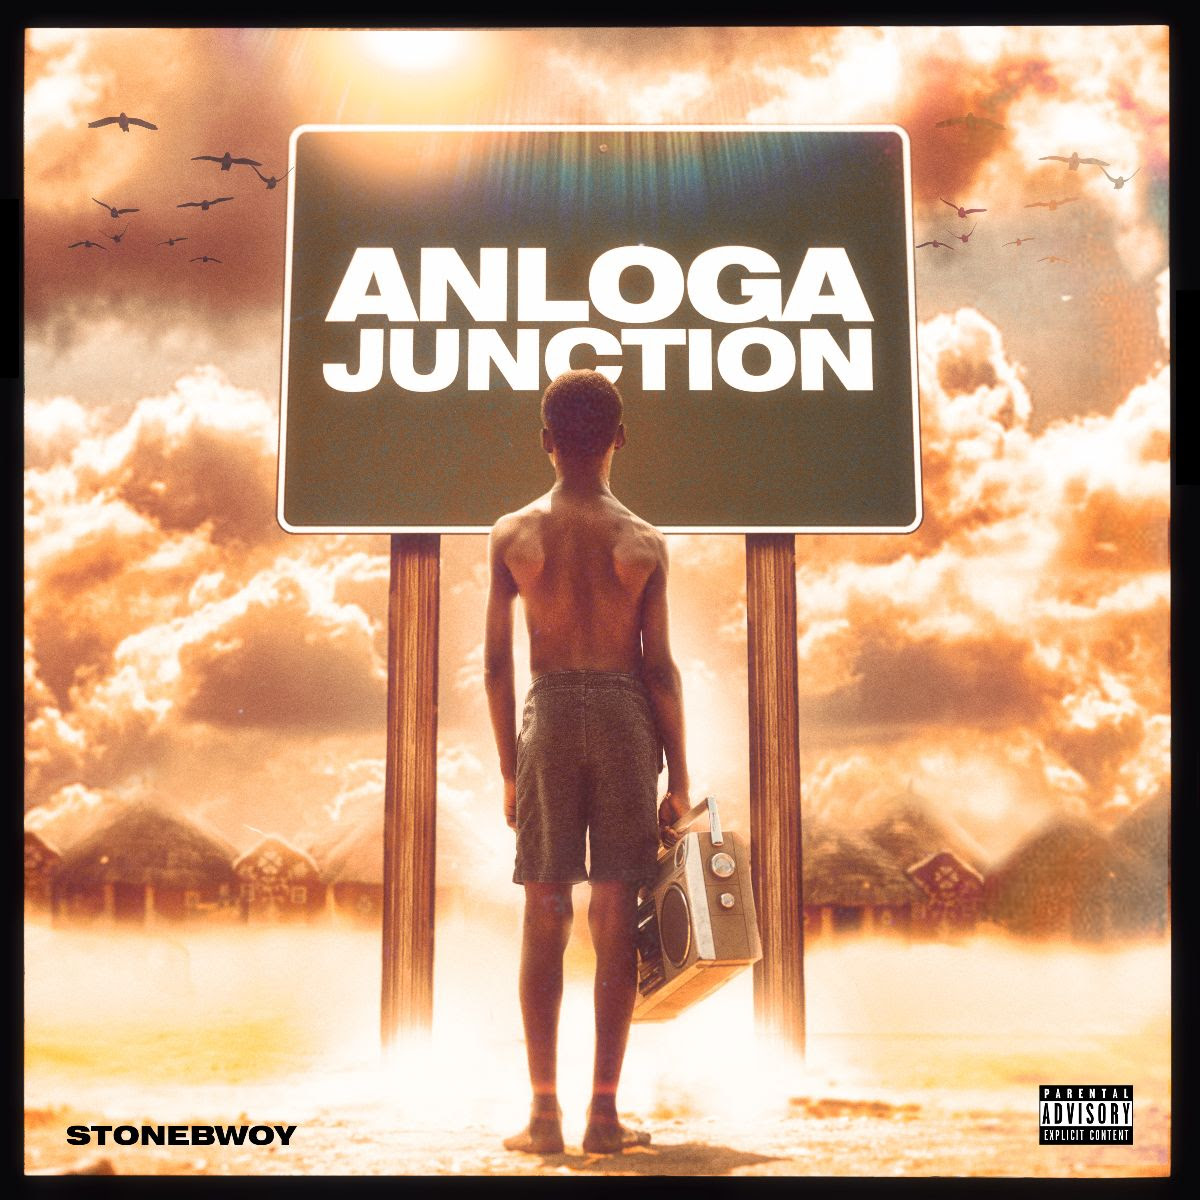 ANLOGA
JUNCTION
STONEBWOY
PARENTAL
ADVISORY
EXPLICIT CONTENT